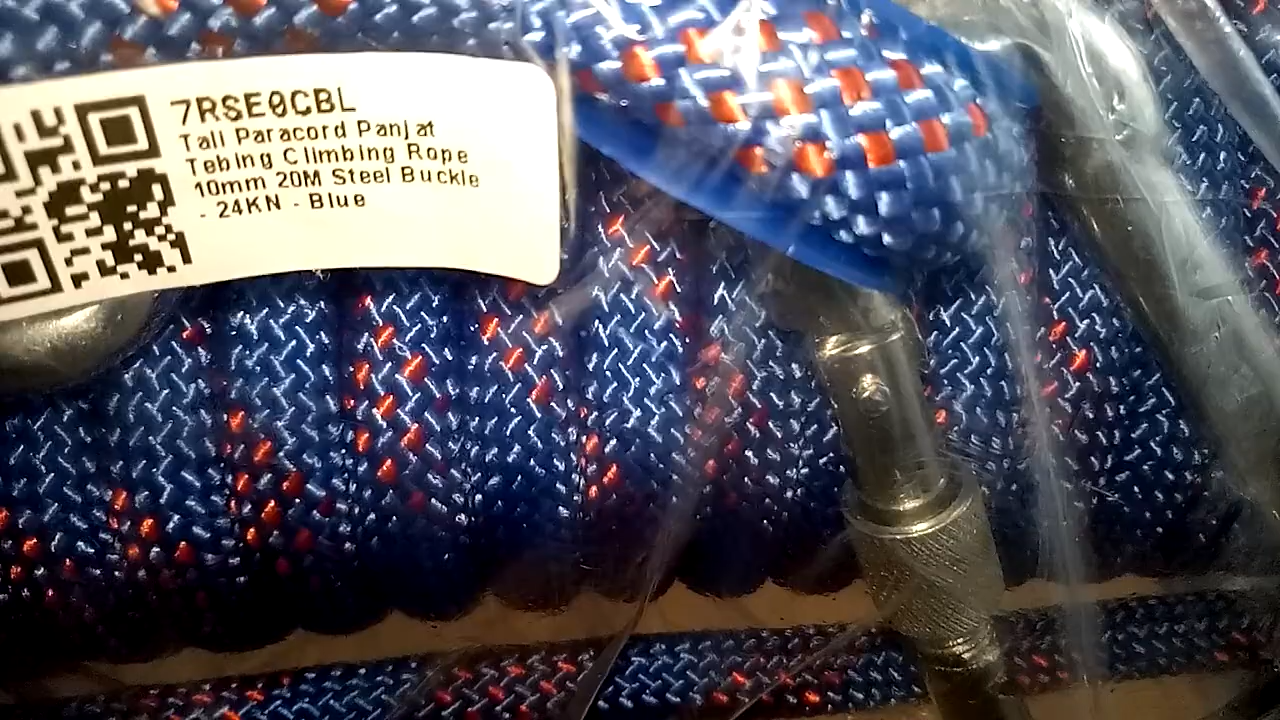 7RSE0CBL
Tali Paracord Panjat
Tebing Climbing Rope
10mm 20M Steel Buckle
- 24KN - Blue